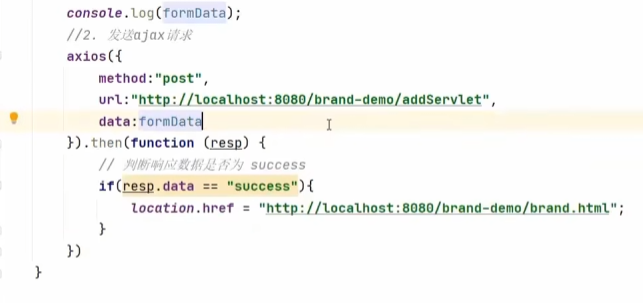 console.log(formData);
//2. 发送ajax请求
axios({
    method:"post",
    url:"http://localhost:8080/brand-demo/addServlet",
    data:formData
}).then(function (resp) {
    // 判断响应数据是否为 success
    if(resp.data == "success"){
        location.href = "http://localhost:8080/brand-demo/brand.html";
    }
})
}